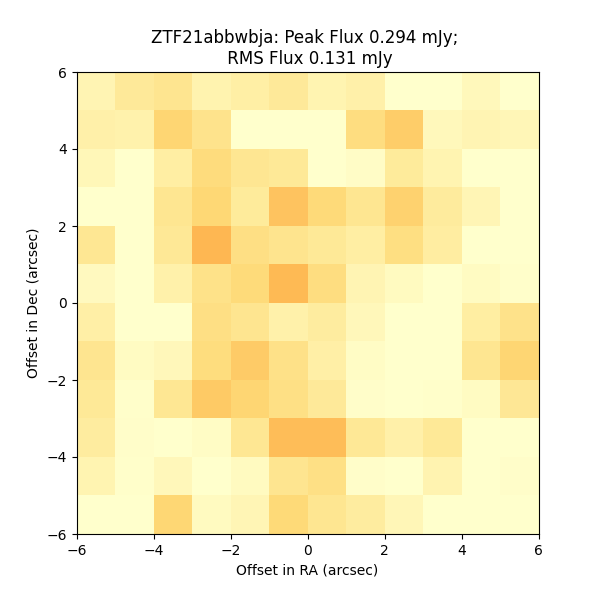 ZTF21abbwbja: Peak Flux 0.294 mJy;
RMS Flux 0.131 mJy
6
4
2
0
−2
−4
−6
Offset in Dec (arcsec)
−6 −4 −2 0 2 4 6
Offset in RA (arcsec)